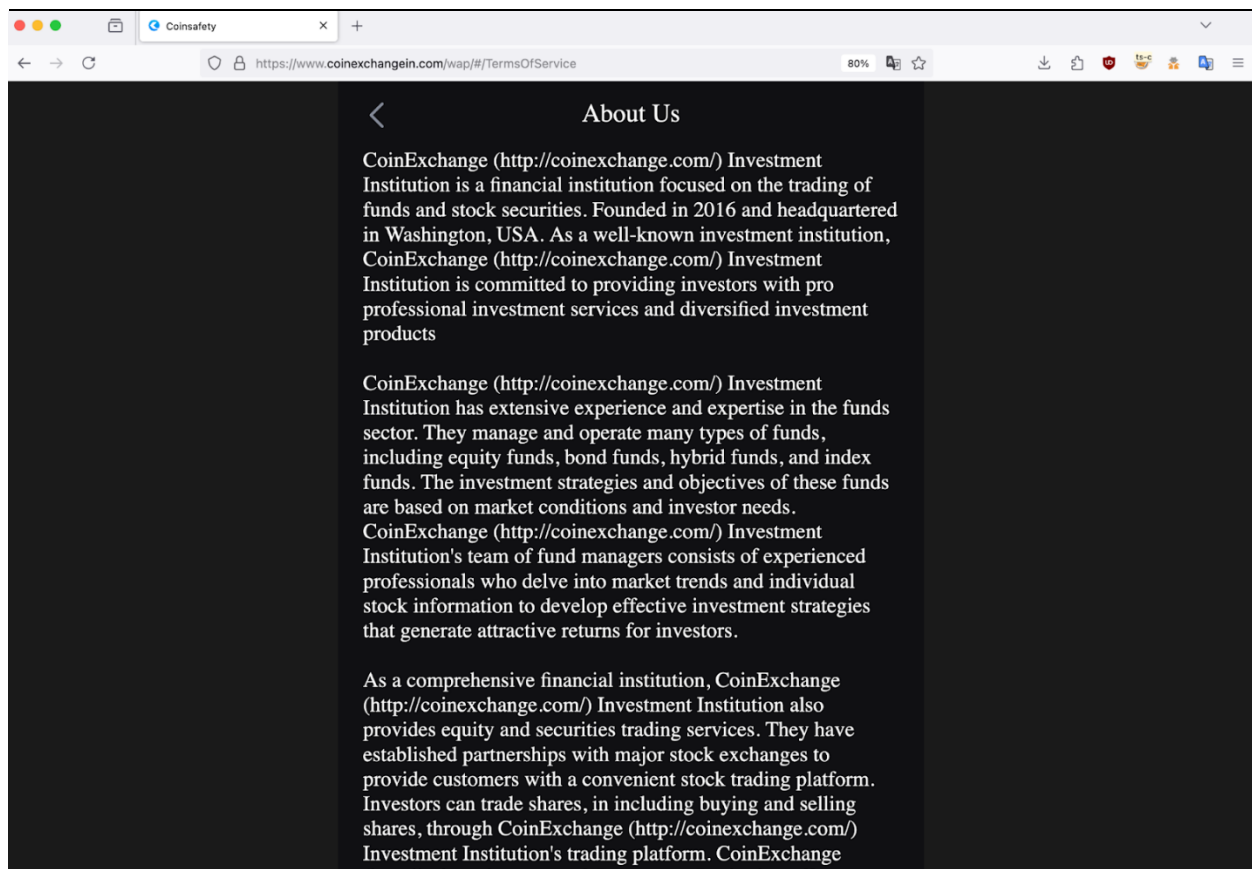 Coinsafety
https://www.coinexchangein.com/wap/#/TermsOfService
80%
ts-c
About Us
CoinExchange (http://coinexchange.com/) Investment
Institution is a financial institution focused on the trading of
funds and stock securities. Founded in 2016 and headquartered
in Washington, USA. As a well-known investment institution,
CoinExchange (http://coinexchange.com/) Investment
Institution is committed to providing investors with pro
professional investment services and diversified investment
products
CoinExchange (http://coinexchange.com/) Investment
Institution has extensive experience and expertise in the funds
sector. They manage and operate many types of funds,
including equity funds, bond funds, hybrid funds, and index
funds. The investment strategies and objectives of these funds
are based on market conditions and investor needs.
CoinExchange (http://coinexchange.com/) Investment
Institution's team of fund managers consists of experienced
professionals who delve into market trends and individual
stock information to develop effective investment strategies
that generate attractive returns for investors.
As a comprehensive financial institution, CoinExchange
(http://coinexchange.com/) Investment Institution also
provides equity and securities trading services. They have
established partnerships with major stock exchanges to
provide customers with a convenient stock trading platform.
Investors can trade shares, in including buying and selling
shares, through CoinExchange (http://coinexchange.com/)
Investment Institution's trading platform. CoinExchange